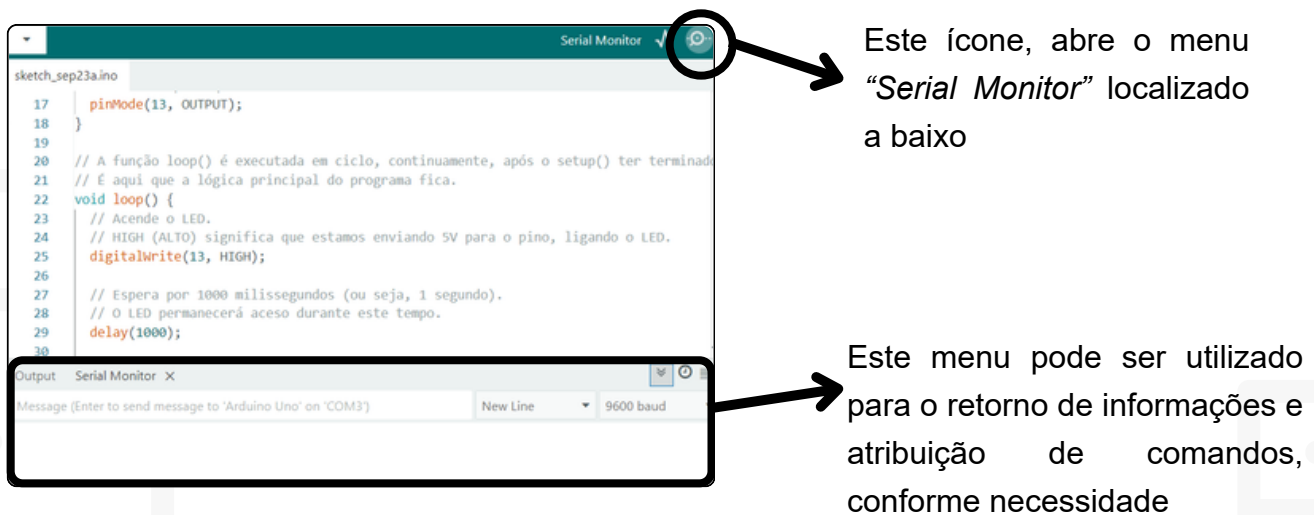 Serial Monitor
sketch_sep23a.ino
17 pinMode(13, OUTPUT);
18 }
19
20 // A função loop() é executada em ciclo, continuamente, após o setup() ter terminado
21 // É aqui que a lógica principal do programa fica.
22 void loop() {
23 // Acende o LED.
24 // HIGH (ALTO) significa que estamos enviando 5V para o pino, ligando o LED.
25 digitalWrite(13, HIGH);
26
27 // Espera por 1000 milissegundos (ou seja, 1 segundo).
28 // O LED permanecerá aceso durante este tempo.
29 delay(1000);
30
Output Serial Monitor X
Message (Enter to send message to 'Arduino Uno' on 'COM3') New Line 9600 baud
Este ícone, abre o menu
“Serial Monitor” localizado
a baixo
Este menu pode ser utilizado
para o retorno de informações e
atribuição de comandos,
conforme necessidade